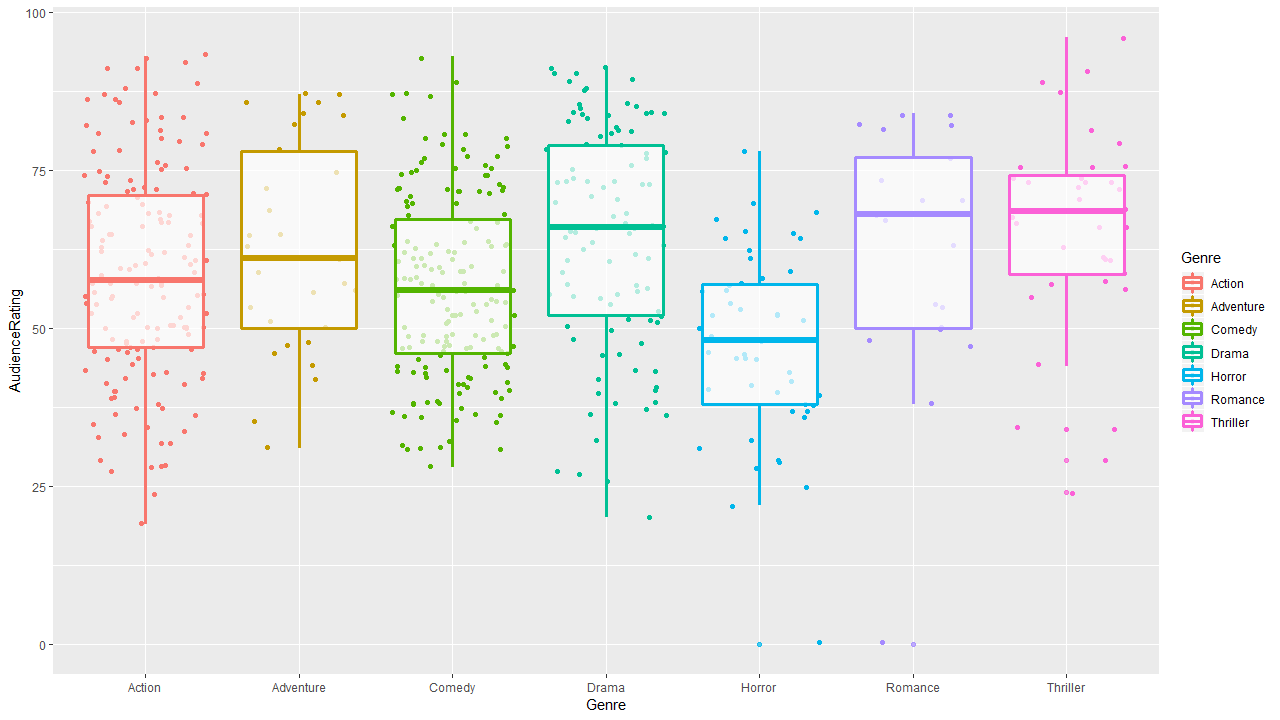 100
75
50
25
0
AudienceRating
Action
Adventure
Comedy
Drama
Horror
Romance
Thriller
Genre
Genre
Action
Adventure
Comedy
Drama
Horror
Romance
Thriller